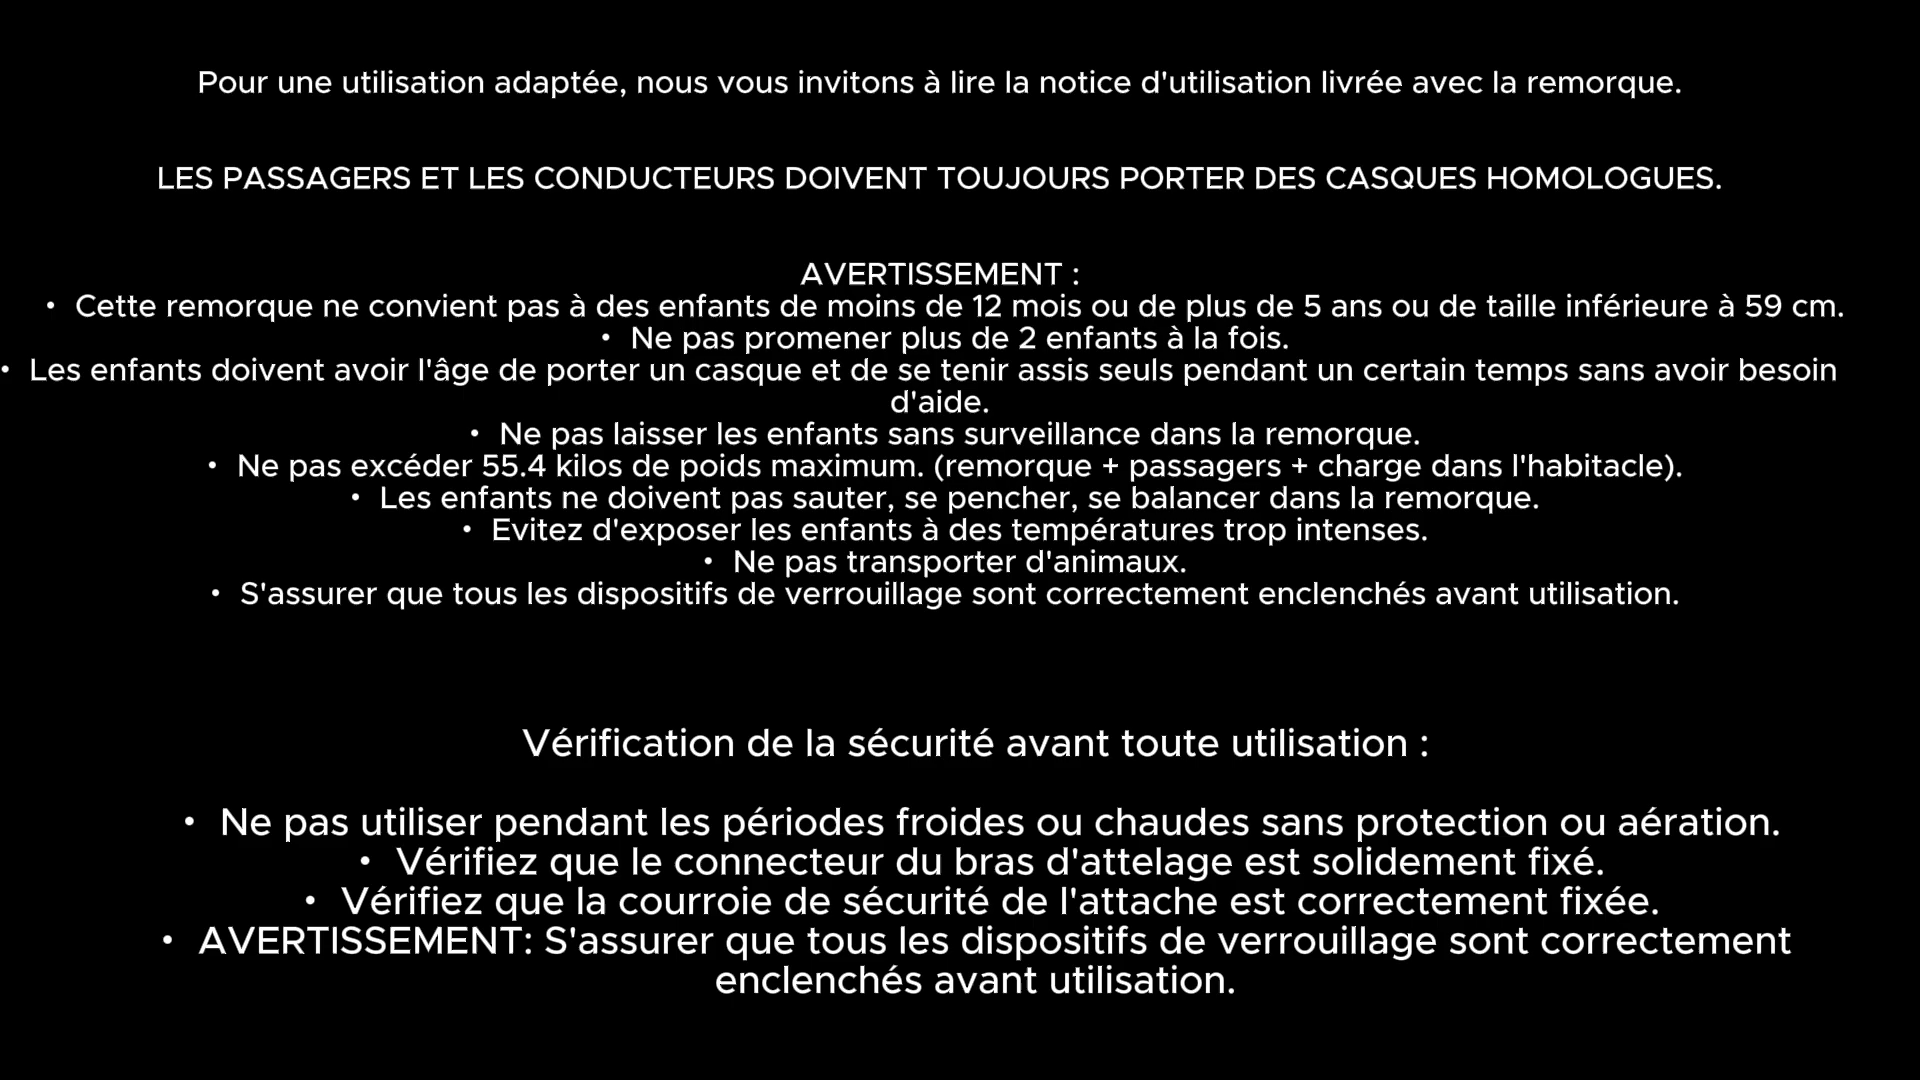 Pour une utilisation adaptée, nous vous invitons à lire la notice d'utilisation livrée avec la remorque.
LES PASSAGERS ET LES CONDUCTEURS DOIVENT TOUJOURS PORTER DES CASQUES HOMOLOGUES.
AVERTISSEMENT :
• Cette remorque ne convient pas à des enfants de moins de 12 mois ou de plus de 5 ans ou de taille inférieure à 59 cm.
• Ne pas promener plus de 2 enfants à la fois.
• Les enfants doivent avoir l'âge de porter un casque et de se tenir assis seuls pendant un certain temps sans avoir besoin
d'aide.
• Ne pas laisser les enfants sans surveillance dans la remorque.
• Ne pas excéder 55.4 kilos de poids maximum. (remorque + passagers + charge dans l'habitacle).
• Les enfants ne doivent pas sauter, se pencher, se balancer dans la remorque.
• Evitez d'exposer les enfants à des températures trop intenses.
• Ne pas transporter d'animaux.
• S'assurer que tous les dispositifs de verrouillage sont correctement enclenchés avant utilisation.
Vérification de la sécurité avant toute utilisation :
• Ne pas utiliser pendant les périodes froides ou chaudes sans protection ou aération.
• Vérifiez que le connecteur du bras d'attelage est solidement fixé.
• Vérifiez que la courroie de sécurité de l'attache est correctement fixée.
• AVERTISSEMENT: S'assurer que tous les dispositifs de verrouillage sont correctement
enclenchés avant utilisation.